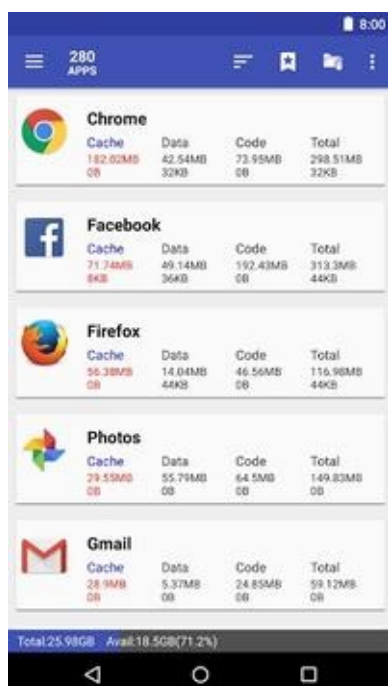 8:00
280
APPS
Chrome
Cache Data Code Total
182.02MB 42.54MB 73.95MB 298.51MB
0B 32KB 0B 32KB
Facebook
Cache Data Code Total
71.74MB 49.14MB 192.43MB 313.3MB
8KB 36KB 0B 44KB
Firefox
Cache Data Code Total
56.38MB 14.04MB 46.56MB 116.98MB
0B 44KB 0B 44KB
Photos
Cache Data Code Total
29.55MB 55.79MB 64.5MB 149.83MB
0B 0B 0B 0B
Gmail
Cache Data Code Total
28.9MB 5.37MB 24.85MB 59.12MB
0B 0B 0B 0B
Total:25.98GB Avail:18.5GB(71.2%)